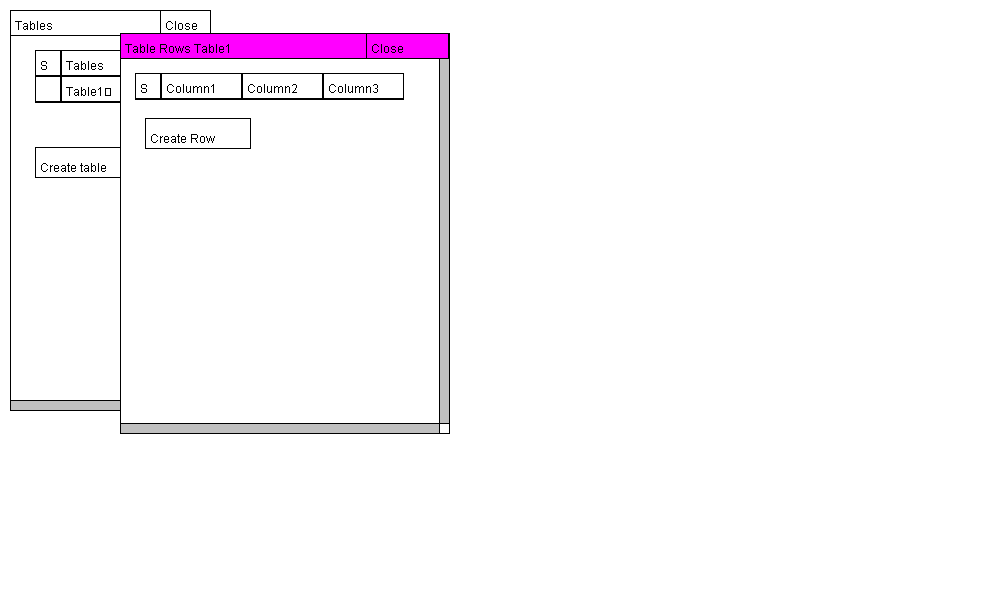 Tables Close
S Tables
Table1
Create table
Table Rows Table1 Close
S Column1 Column2 Column3
Create Row